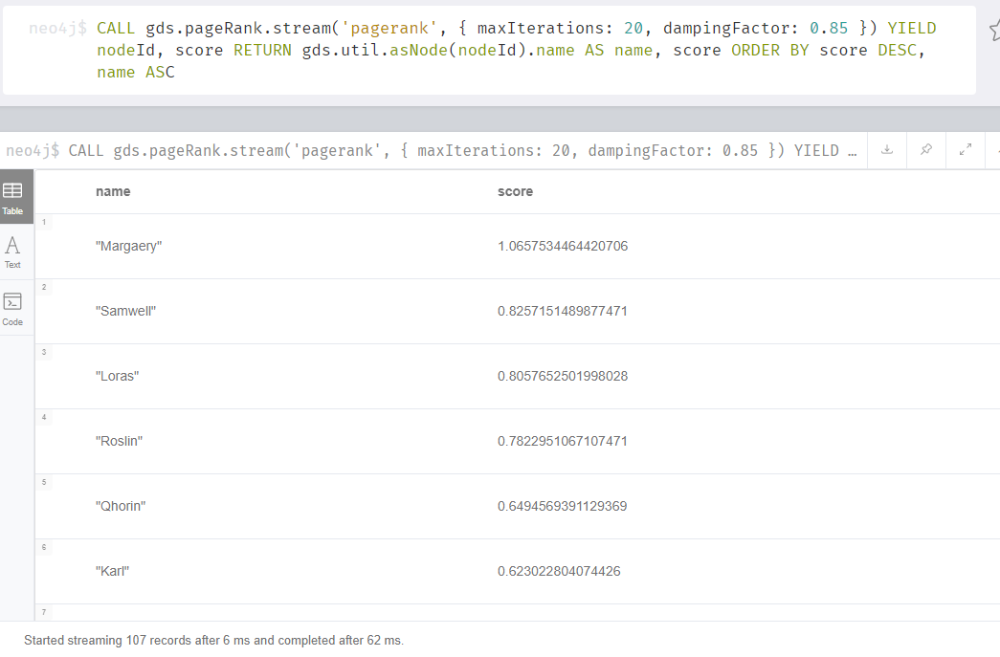 neo4j$ CALL gds.pageRank.stream('pagerank', { maxIterations: 20, dampingFactor: 0.85 }) YIELD
nodeId, score RETURN gds.util.asNode(nodeId).name AS name, score ORDER BY score DESC,
name ASC
neo4j$ CALL gds.pageRank.stream('pagerank', { maxIterations: 20, dampingFactor: 0.85 }) YIELD …
name score
Table
1
"Margaery" 1.0657534464420706
Text
2
"Samwell" 0.8257151489877471
Code
3
"Loras" 0.8057652501998028
4
"Roslin" 0.7822951067107471
5
"Qhorin" 0.6494569391129369
6
"Karl" 0.623022804074426
7
Started streaming 107 records after 6 ms and completed after 62 ms.